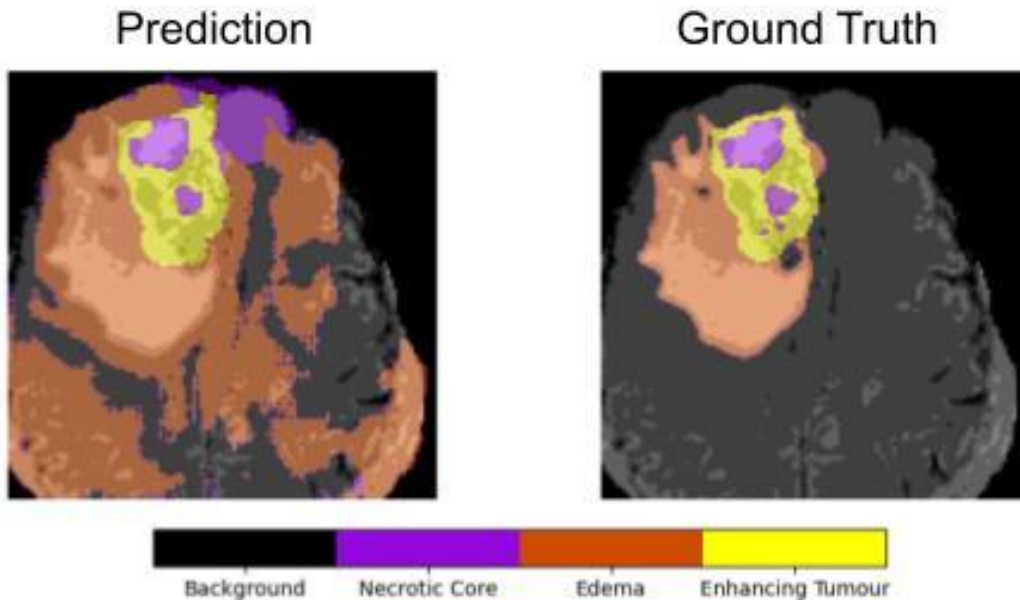 Prediction
Ground Truth
Background
Necrotic Core
Edema
Enhancing Tumour